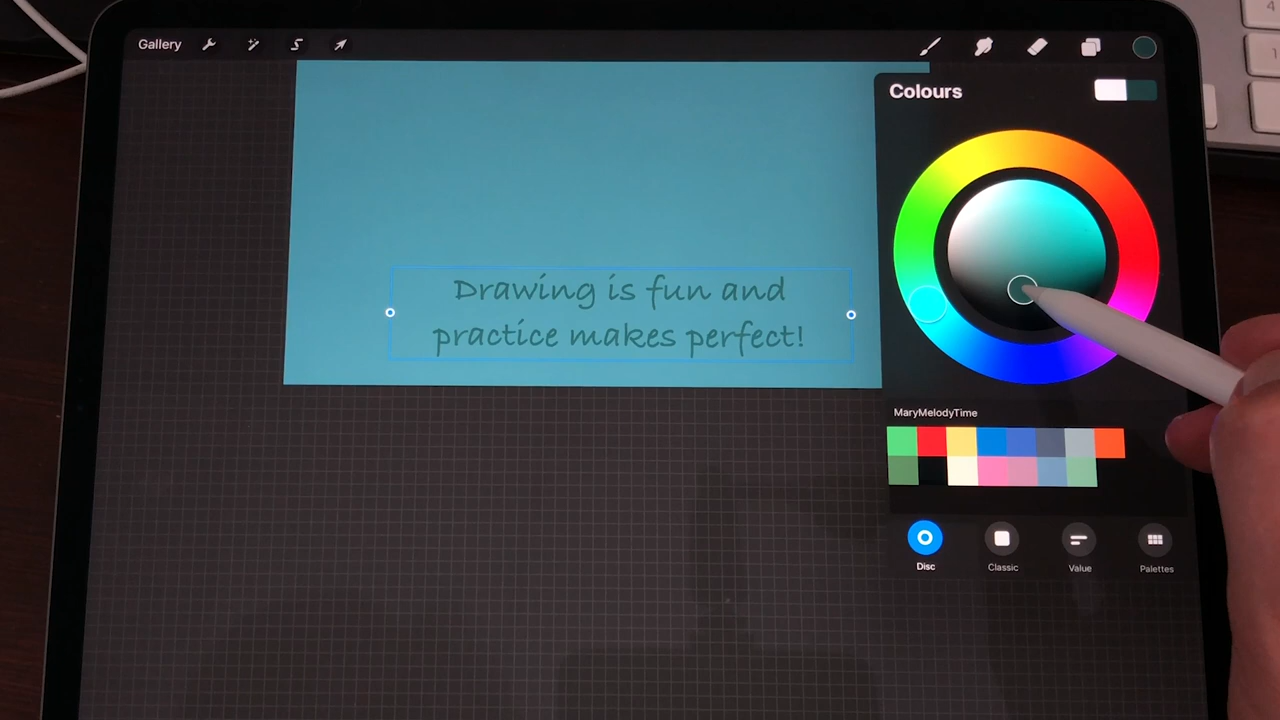 Gallery
Colours
Drawing is fun and
practice makes perfect!
MaryMelodyTime
Disc
Classic
Value
Palettes